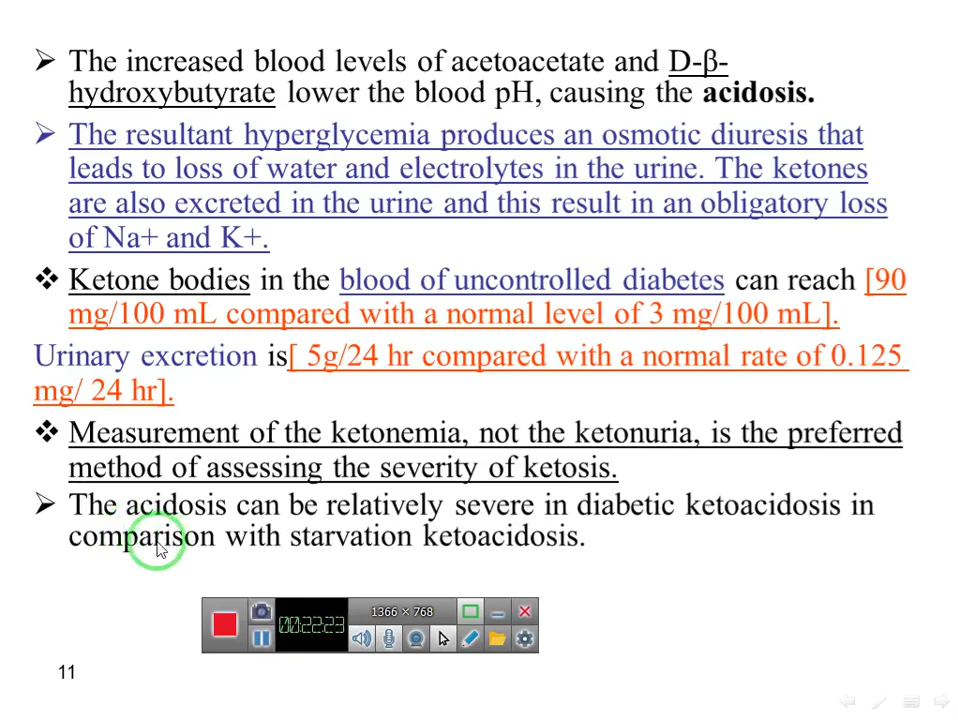 The increased blood levels of acetoacetate and D-β-
hydroxybutyrate lower the blood pH, causing the acidosis.
The resultant hyperglycemia produces an osmotic diuresis that
leads to loss of water and electrolytes in the urine. The ketones
are also excreted in the urine and this result in an obligatory loss
of Na+ and K+.
Ketone bodies in the blood of uncontrolled diabetes can reach [90
mg/100 mL compared with a normal level of 3 mg/100 mL].
Urinary excretion is[ 5g/24 hr compared with a normal rate of 0.125
mg/ 24 hr].
Measurement of the ketonemia, not the ketonuria, is the preferred
method of assessing the severity of ketosis.
The acidosis can be relatively severe in diabetic ketoacidosis in
comparison with starvation ketoacidosis.
1366 × 768
00:22:23
11